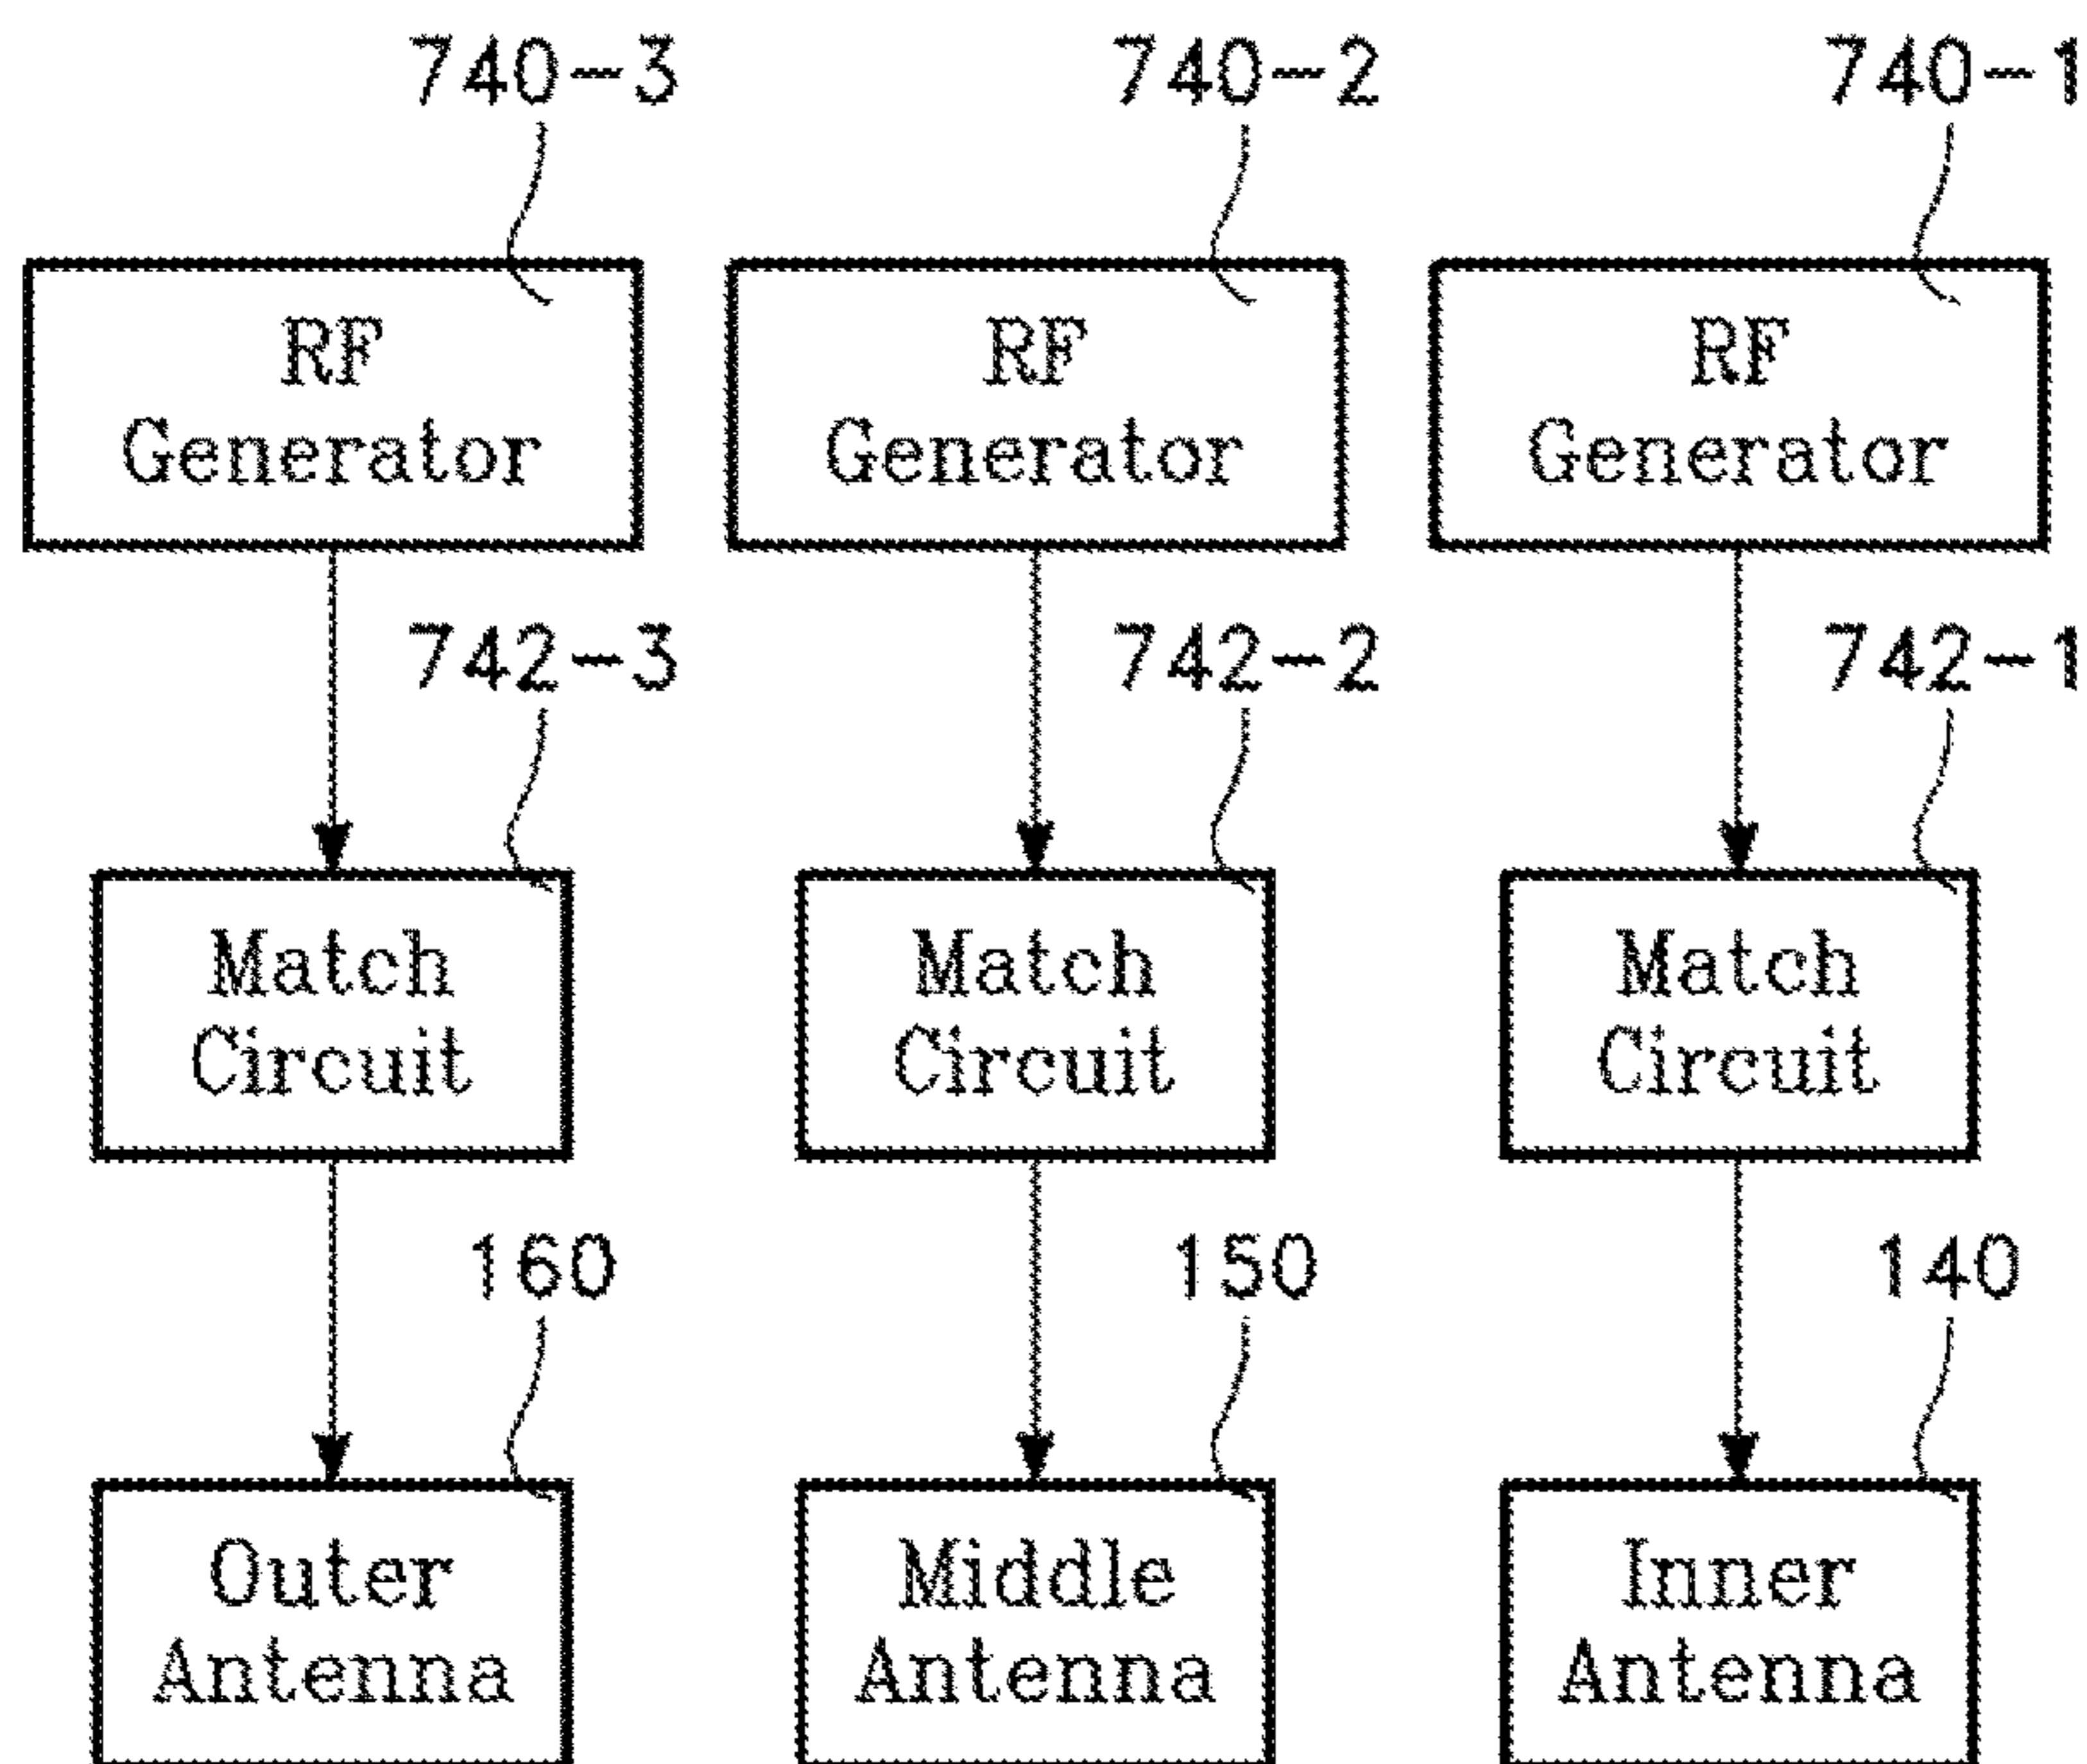 740-3 740-2 740-1
RF RF RF
Generator Generator Generator
742-3 742-2 742-1
Match Match Match
Circuit Circuit Circuit
160 150 140
Outer Middle Inner
Antenna Antenna Antenna